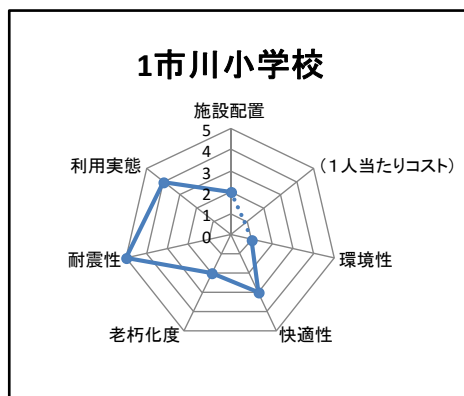 1市川小学校
施設配置
5
4
3
2
1
0
利用実態
（１人当たりコスト）
耐震性
環境性
老朽化度
快適性